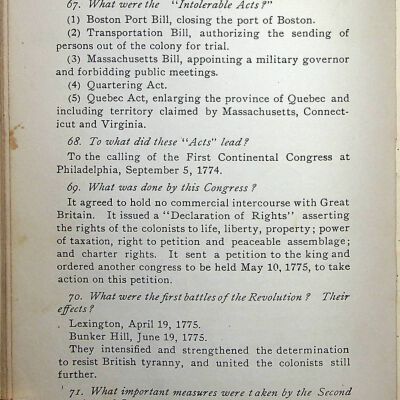 67. What were the "Intolerable Acts?"
(1) Boston Port Bill, closing the port of Boston.
(2) Transportation Bill, authorizing the sending of
persons out of the colony for trial.
(3) Massachusetts Bill, appointing a military governor
and forbidding public meetings.
(4) Quartering Act.
(5) Quebec Act, enlarging the province of Quebec and
including territory claimed by Massachusetts, Connect-
icut and Virginia.
68. To what did these "Acts" lead?
To the calling of the First Continental Congress at
Philadelphia, September 5, 1774.
69. What was done by this Congress?
It agreed to hold no commercial intercourse with Great
Britain. It issued a "Declaration of Rights" asserting
the rights of the colonists to life, liberty, property; power
of taxation, right to petition and peaceable assemblage;
and charter rights. It sent a petition to the king and
ordered another congress to be held May 10, 1775, to take
action on this petition.
70. What were the first battles of the Revolution? Their
effects?
Lexington, April 19, 1775.
Bunker Hill, June 19, 1775.
They intensified and strengthened the determination
to resist British tyranny, and united the colonists still
further.
71. What important measures were taken by the Second